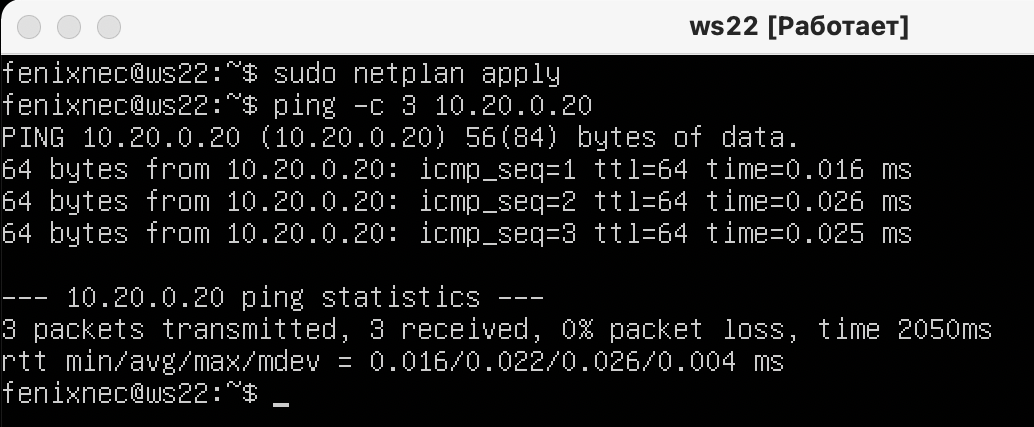 ws22 [Работает]
fenixnec@ws22:~$ sudo netplan apply
fenixnec@ws22:~$ ping -c 3 10.20.0.20
PING 10.20.0.20 (10.20.0.20) 56(84) bytes of data.
64 bytes from 10.20.0.20: icmp_seq=1 ttl=64 time=0.016 ms
64 bytes from 10.20.0.20: icmp_seq=2 ttl=64 time=0.026 ms
64 bytes from 10.20.0.20: icmp_seq=3 ttl=64 time=0.025 ms
--- 10.20.0.20 ping statistics ---
3 packets transmitted, 3 received, 0% packet loss, time 2050ms
rtt min/avg/max/mdev = 0.016/0.022/0.026/0.004 ms
fenixnec@ws22:~$ _